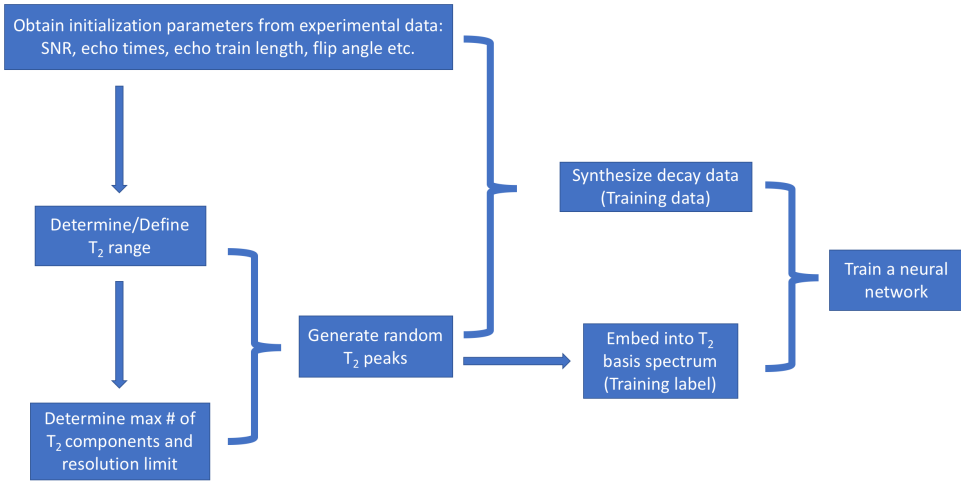 Obtain initialization parameters from experimental data:
SNR, echo times, echo train length, flip angle etc.
Determine/Define
T₂ range
Determine max # of
T₂ components and
resolution limit
Generate random
T₂ peaks
Synthesize decay data
(Training data)
Embed into T₂
basis spectrum
(Training label)
Train a neural
network